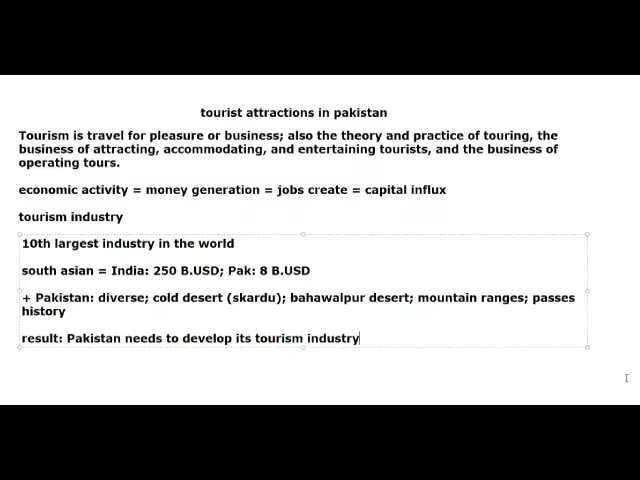 tourist attractions in pakistan
Tourism is travel for pleasure or business; also the theory and practice of touring, the
business of attracting, accommodating, and entertaining tourists, and the business of
operating tours.
economic activity = money generation = jobs create = capital influx
tourism industry
10th largest industry in the world
south asian = India: 250 B.USD; Pak: 8 B.USD
+ Pakistan: diverse; cold desert (skardu); bahawalpur desert; mountain ranges; passes
history
result: Pakistan needs to develop its tourism industry